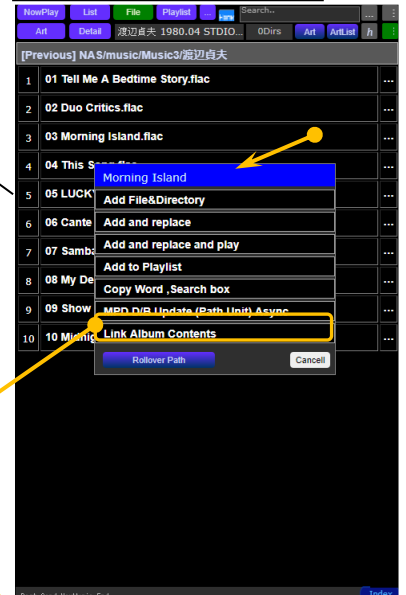 NowPlay List File Playlist ... Search.. ... ⋮
Art Detail 渡辺貞夫 1980.04 STDIO... 0Dirs Art ArtList h ⋮
[Previous] NAS/music/Music3/渡辺貞夫
1 01 Tell Me A Bedtime Story.flac ...
2 02 Duo Critics.flac ...
3 03 Morning Island.flac ...
4 04 This Song.flac ...
Morning Island
5 05 LUCKY ...
Add File&Directory
6 06 Cante ...
Add and replace
7 07 Samba ...
Add and replace and play
Add to Playlist
8 08 My De ...
Copy Word ,Search box
9 09 Show ...
MPD D/B Update (Path Unit) Async
10 10 Midnig ...
Link Album Contents
Rollover Path Cancell
Index